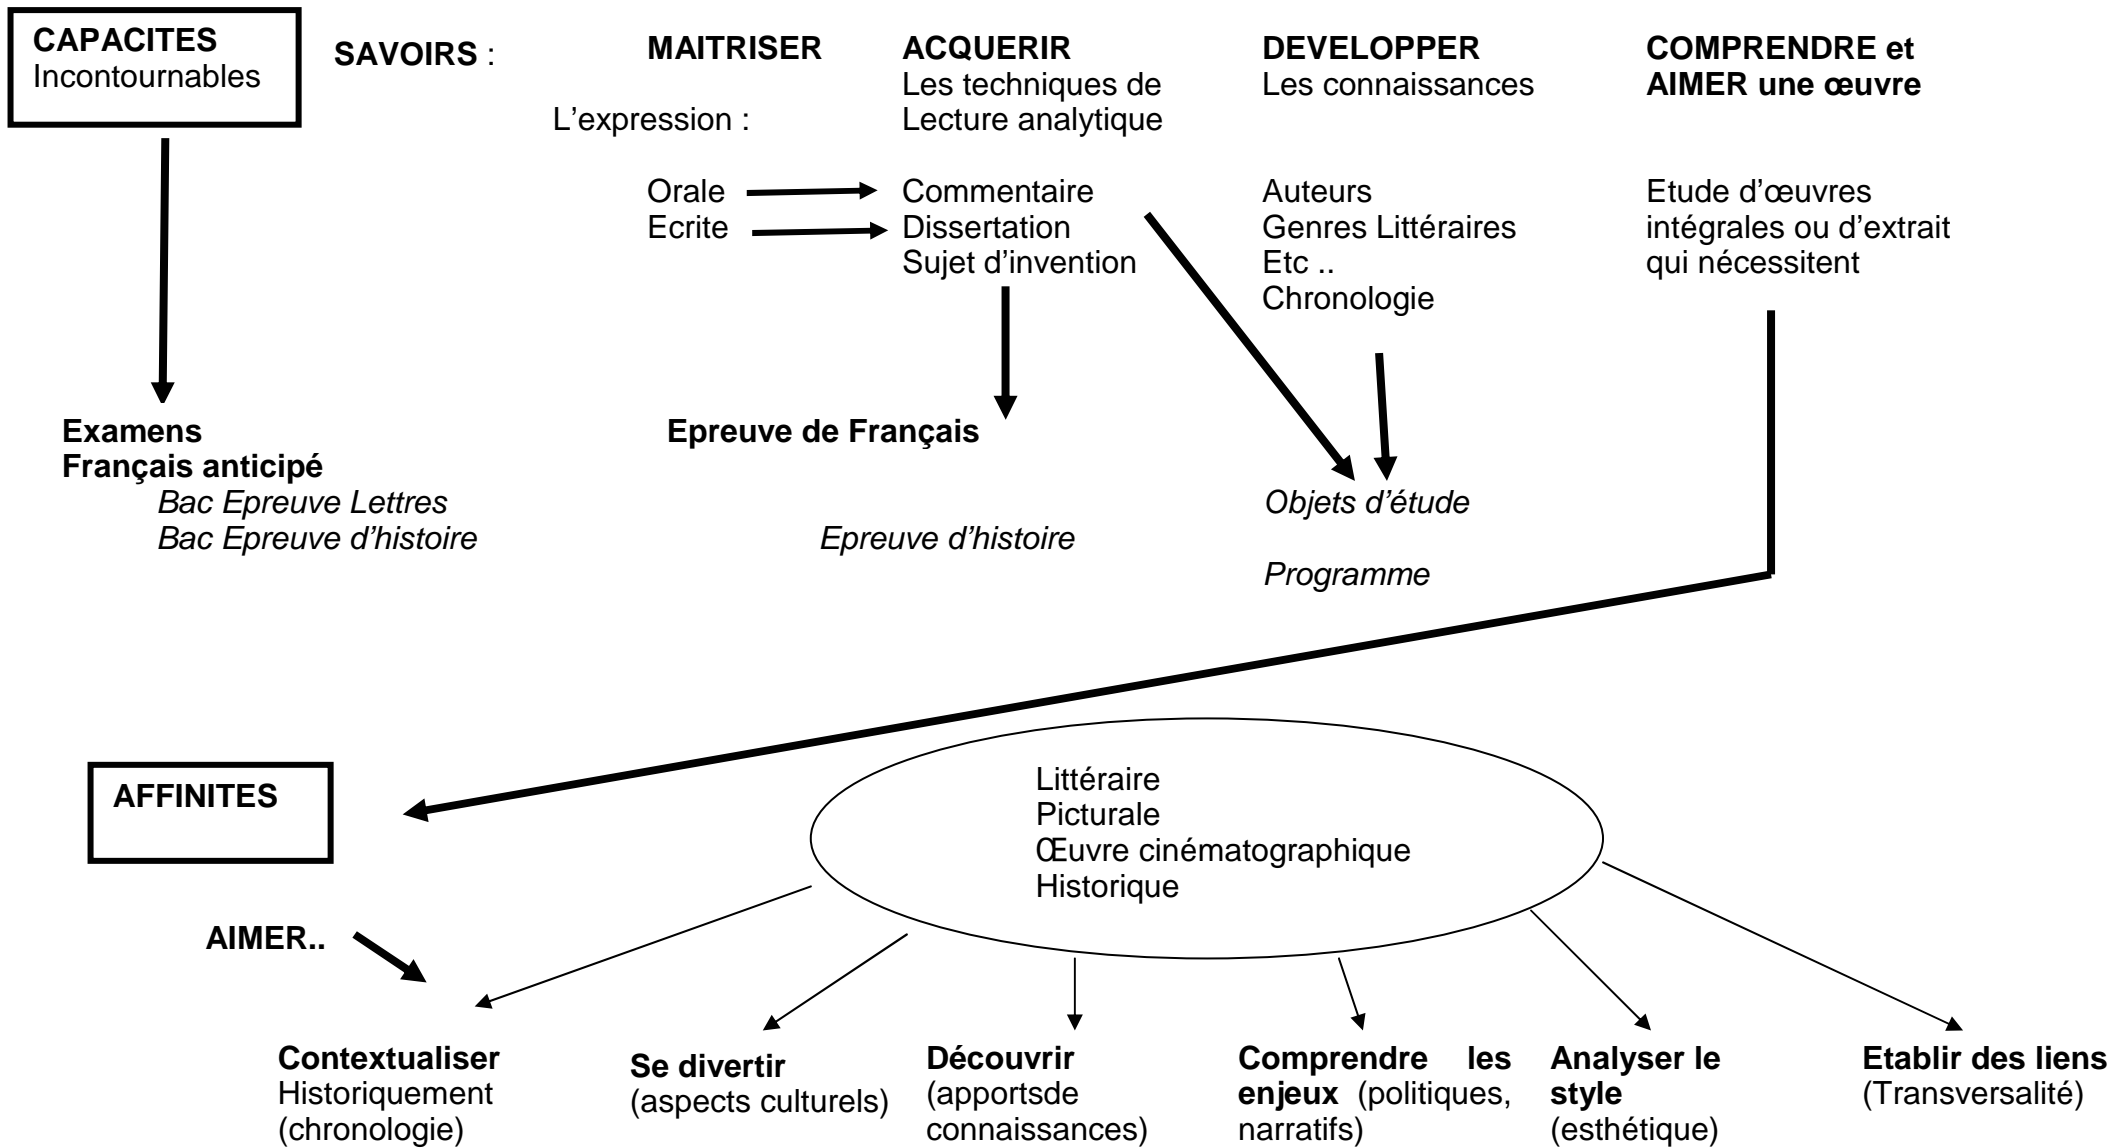 CAPACITES
Incontournables
SAVOIRS :
MAITRISER
L'expression :
Orale
Ecrite
ACQUERIR
Les techniques de
Lecture analytique
Commentaire
Dissertation
Sujet d'invention
DEVELOPPER
Les connaissances
Auteurs
Genres Littéraires
Etc ..
Chronologie
COMPRENDRE et
AIMER une œuvre
Etude d'œuvres
intégrales ou d'extrait
qui nécessitent
Examens
Français anticipé
Bac Epreuve Lettres
Bac Epreuve d'histoire
Epreuve de Français
Epreuve d'histoire
Objets d'étude
Programme
AFFINITES
Littéraire
Picturale
Œuvre cinématographique
Historique
AIMER..
Contextualiser
Historiquement
(chronologie)
Se divertir
(aspects culturels)
Découvrir
(apportsde
connaissances)
Comprendre les
enjeux (politiques,
narratifs)
Analyser le
style
(esthétique)
Etablir des liens
(Transversalité)